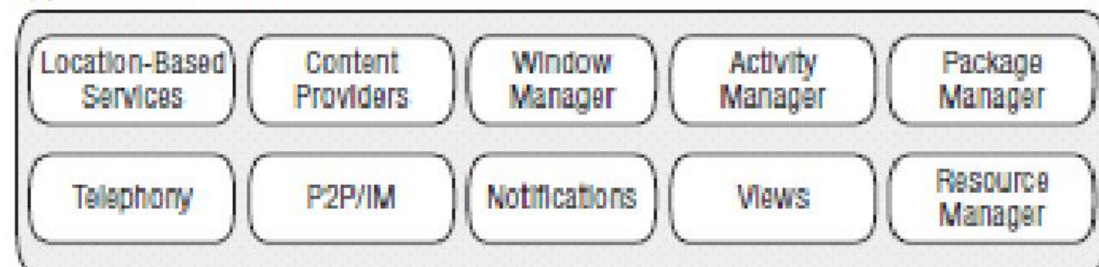 Location-Based
Services
Content
Providers
Window
Manager
Activity
Manager
Package
Manager
Telephony
P2P/IM
Notifications
Views
Resource
Manager